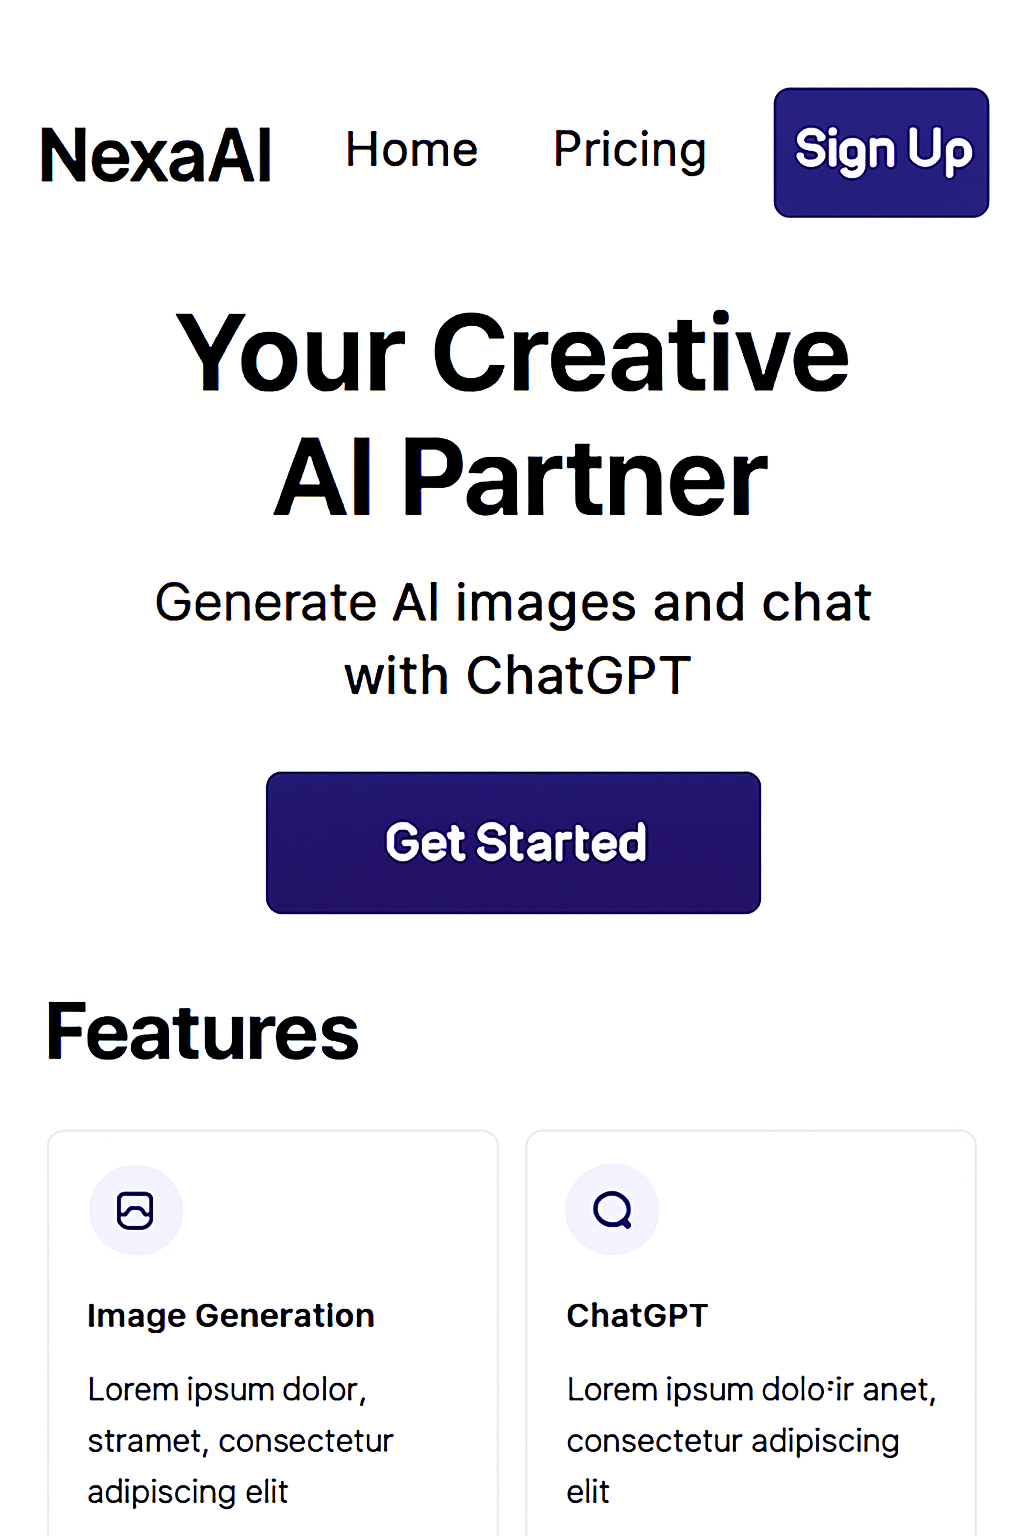 NexaAI Home Pricing Sign Up
Your Creative
AI Partner
Generate AI images and chat
with ChatGPT
Get Started
Features
Image Generation
Lorem ipsum dolor,
stramet, consectetur
adipiscing elit
ChatGPT
Lorem ipsum dolo:ir anet,
consectetur adipiscing
elit